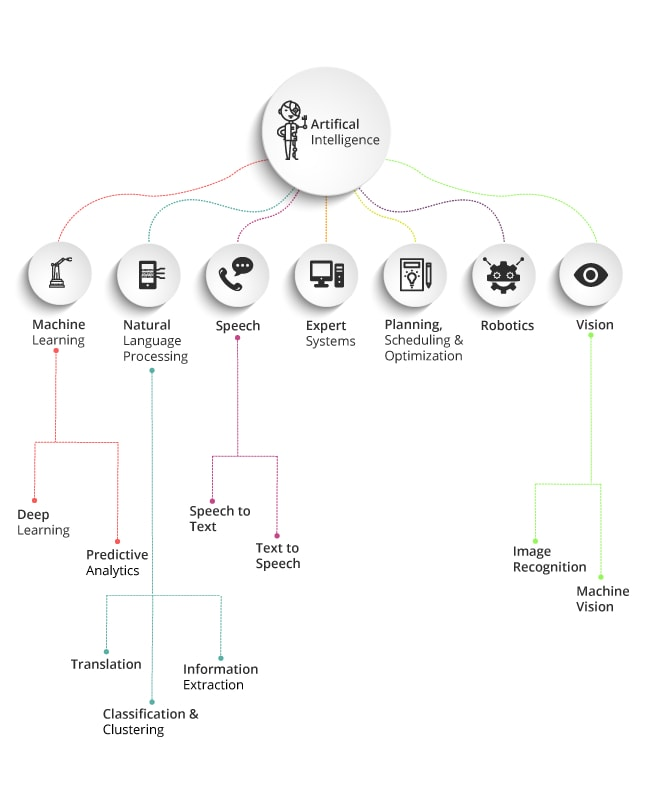 Artifical
Intelligence
Machine
Learning
Natural
Language
Processing
Speech
Expert
Systems
Planning,
Scheduling &
Optimization
Robotics
Vision
Deep
Learning
Predictive
Analytics
Speech to
Text
Text to
Speech
Image
Recognition
Machine
Vision
Translation
Information
Extraction
Classification &
Clustering